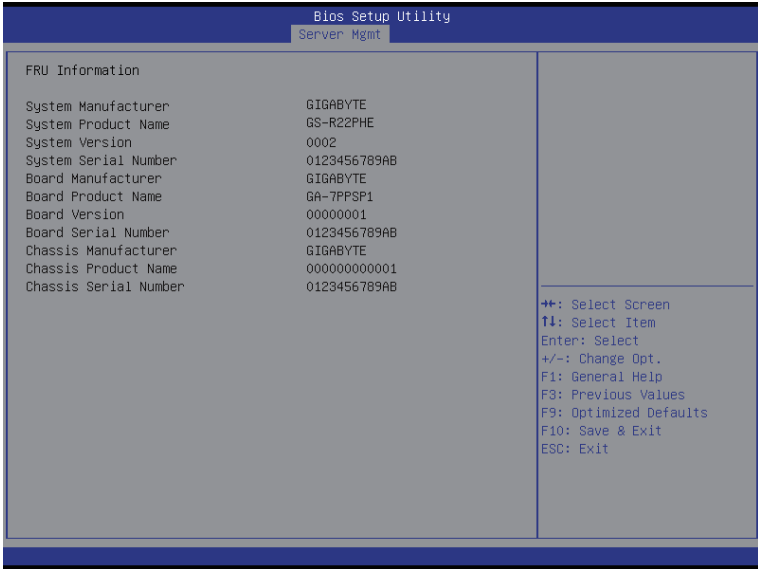 Bios Setup Utility
Server Mgmt
FRU Information
System Manufacturer GIGABYTE
System Product Name GS-R22PHE
System Version 0002
System Serial Number 0123456789AB
Board Manufacturer GIGABYTE
Board Product Name GA-7PPSP1
Board Version 00000001
Board Serial Number 0123456789AB
Chassis Manufacturer GIGABYTE
Chassis Product Name 000000000001
Chassis Serial Number 0123456789AB
→←: Select Screen
↑↓: Select Item
Enter: Select
+/-: Change Opt.
F1: General Help
F3: Previous Values
F9: Optimized Defaults
F10: Save & Exit
ESC: Exit